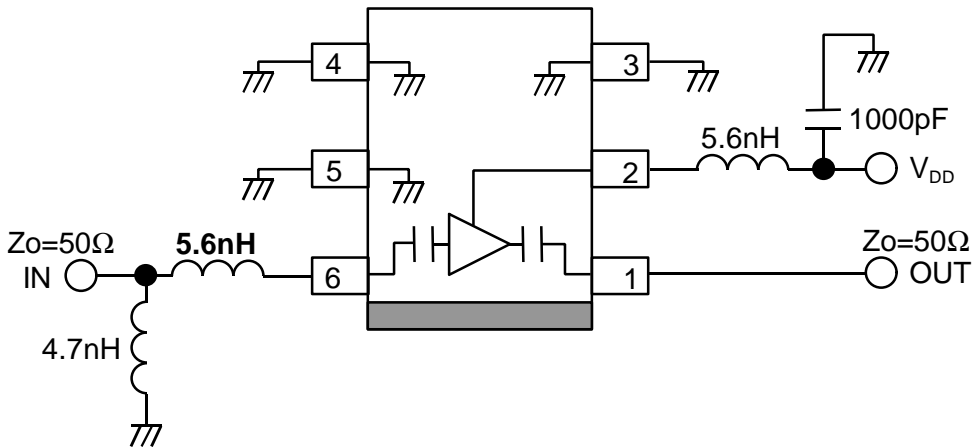 4
3
1000pF
5.6nH
5
2
V_DD
Zo=50Ω
5.6nH
Zo=50Ω
IN
6
1
OUT
4.7nH